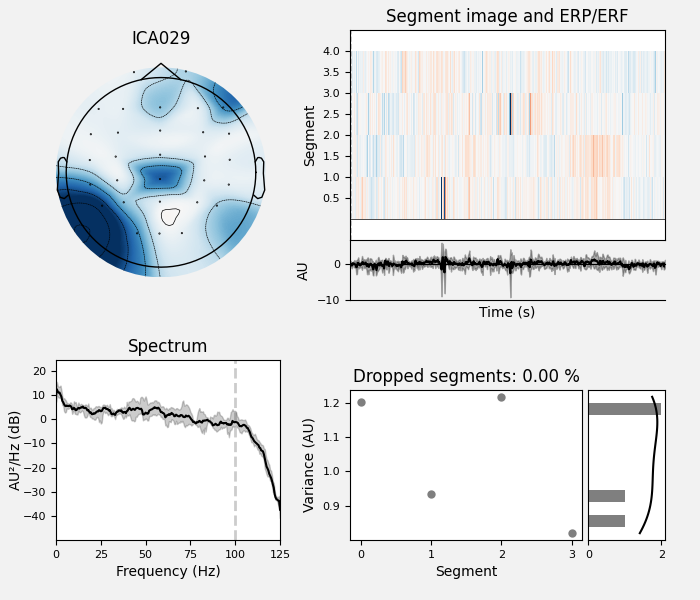 ICA029
Segment image and ERP/ERF
Segment
4.0
3.5
3.0
2.5
2.0
1.5
1.0
0.5
AU
0
−10
Time (s)
Spectrum
AU²/Hz (dB)
20
10
0
−10
−20
−30
−40
0 25 50 75 100 125
Frequency (Hz)
Dropped segments: 0.00 %
Variance (AU)
1.2
1.1
1.0
0.9
0 1 2 3
Segment
0 2